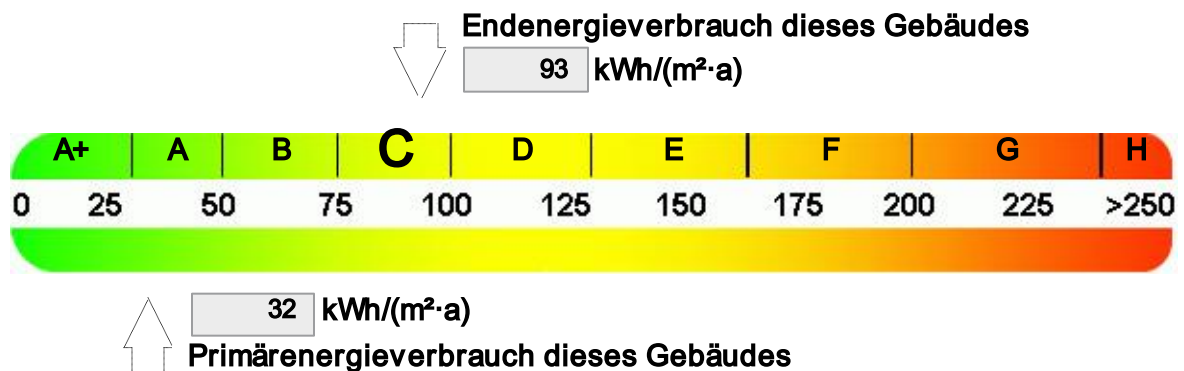 Endenergieverbrauch dieses Gebäudes
93 kWh/(m²·a)
A+ A B C D E F G H
0 25 50 75 100 125 150 175 200 225 >250
32 kWh/(m²·a)
Primärenergieverbrauch dieses Gebäudes